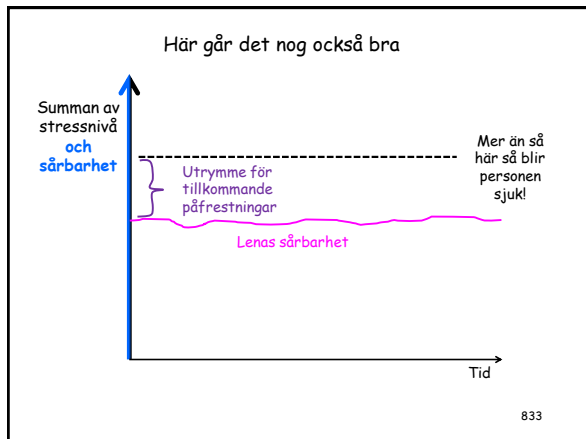 Här går det nog också bra
Summan av
stressnivå
och
sårbarhet
Mer än så
här så blir
personen
sjuk!
Utrymme för
tillkommande
påfrestningar
Lenas sårbarhet
Tid
833